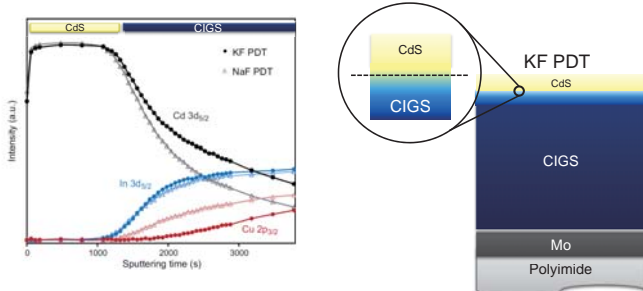 CdS
CIGS
KF PDT
NaF PDT
Cd 3d5/2
In 3d5/2
Cu 2p3/2
Intensity (a.u.)
0
1000
2000
3000
Sputtering time (s)
CdS
CIGS
KF PDT
CdS
CIGS
Mo
Polyimide